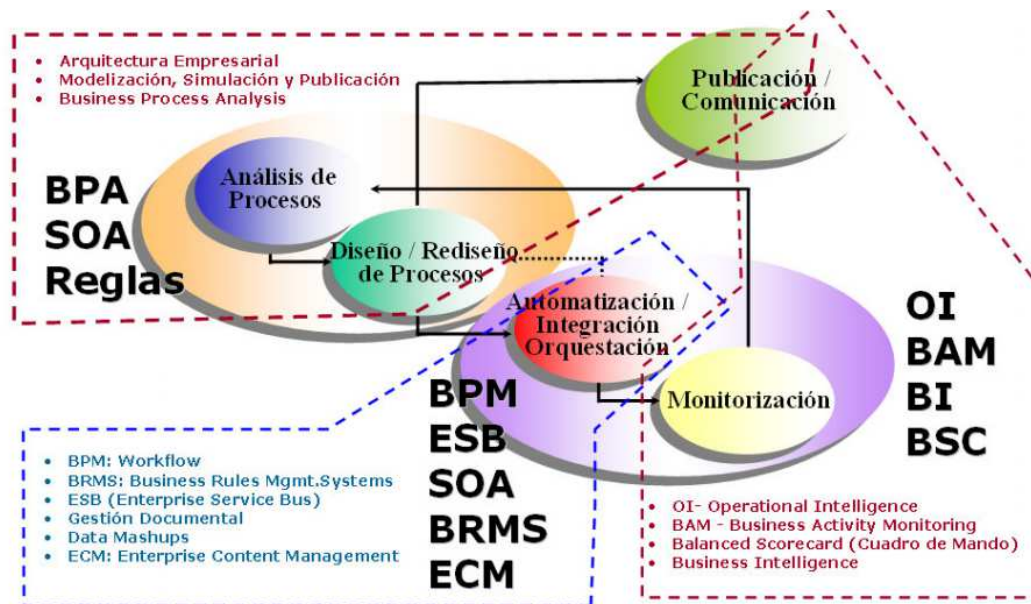 • Arquitectura Empresarial
• Modelización, Simulación y Publicación
• Business Process Analysis
Publicación /
Comunicación
BPA
SOA
Reglas
Análisis de
Procesos
Diseño / Rediseño
de Procesos
Automatización /
Integración
Orquestación
Monitorización
OI
BAM
BI
BSC
BPM
ESB
SOA
BRMS
ECM
• BPM: Workflow
• BRMS: Business Rules Mgmt.Systems
• ESB (Enterprise Service Bus)
• Gestión Documental
• Data Mashups
• ECM: Enterprise Content Management
• OI- Operational Intelligence
• BAM - Business Activity Monitoring
• Balanced Scorecard (Cuadro de Mando)
• Business Intelligence